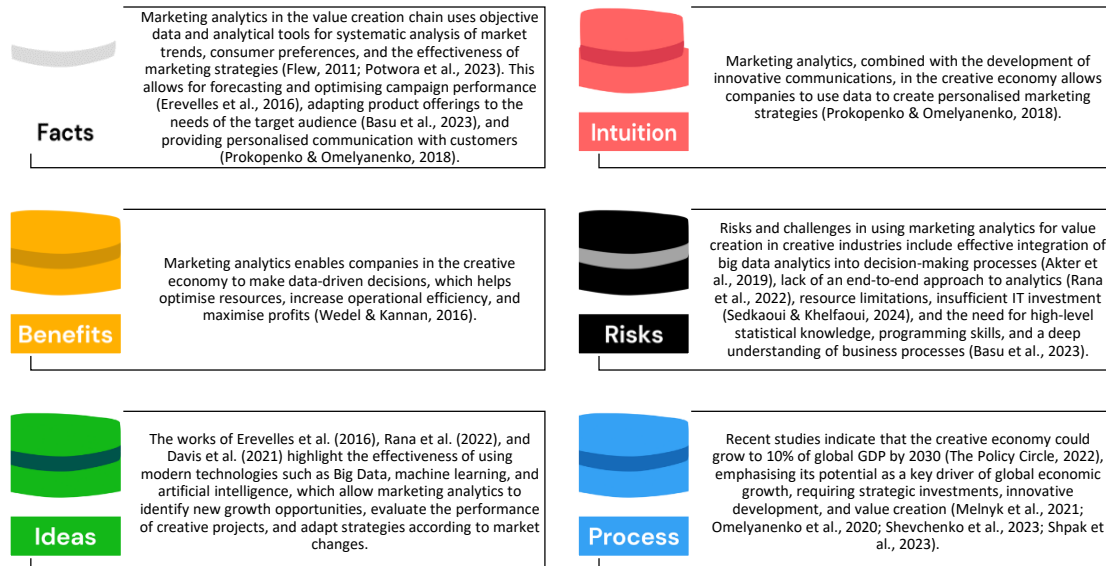 Facts
Marketing analytics in the value creation chain uses objective
data and analytical tools for systematic analysis of market
trends, consumer preferences, and the effectiveness of
marketing strategies (Flew, 2011; Potwora et al., 2023). This
allows for forecasting and optimising campaign performance
(Erevelles et al., 2016), adapting product offerings to the
needs of the target audience (Basu et al., 2023), and
providing personalised communication with customers
(Prokopenko & Omelyanenko, 2018).
Intuition
Marketing analytics, combined with the development of
innovative communications, in the creative economy allows
companies to use data to create personalised marketing
strategies (Prokopenko & Omelyanenko, 2018).
Benefits
Marketing analytics enables companies in the creative
economy to make data-driven decisions, which helps
optimise resources, increase operational efficiency, and
maximise profits (Wedel & Kannan, 2016).
Risks
Risks and challenges in using marketing analytics for value
creation in creative industries include effective integration of
big data analytics into decision-making processes (Akter et
al., 2019), lack of an end-to-end approach to analytics (Rana
et al., 2022), resource limitations, insufficient IT investment
(Sedkaoui & Khelfaoui, 2024), and the need for high-level
statistical knowledge, programming skills, and a deep
understanding of business processes (Basu et al., 2023).
Ideas
The works of Erevelles et al. (2016), Rana et al. (2022), and
Davis et al. (2021) highlight the effectiveness of using
modern technologies such as Big Data, machine learning, and
artificial intelligence, which allow marketing analytics to
identify new growth opportunities, evaluate the performance
of creative projects, and adapt strategies according to market
changes.
Process
Recent studies indicate that the creative economy could
grow to 10% of global GDP by 2030 (The Policy Circle, 2022),
emphasising its potential as a key driver of global economic
growth, requiring strategic investments, innovative
development, and value creation (Melnyk et al., 2021;
Omelyanenko et al., 2020; Shevchenko et al., 2023; Shpak et
al., 2023).